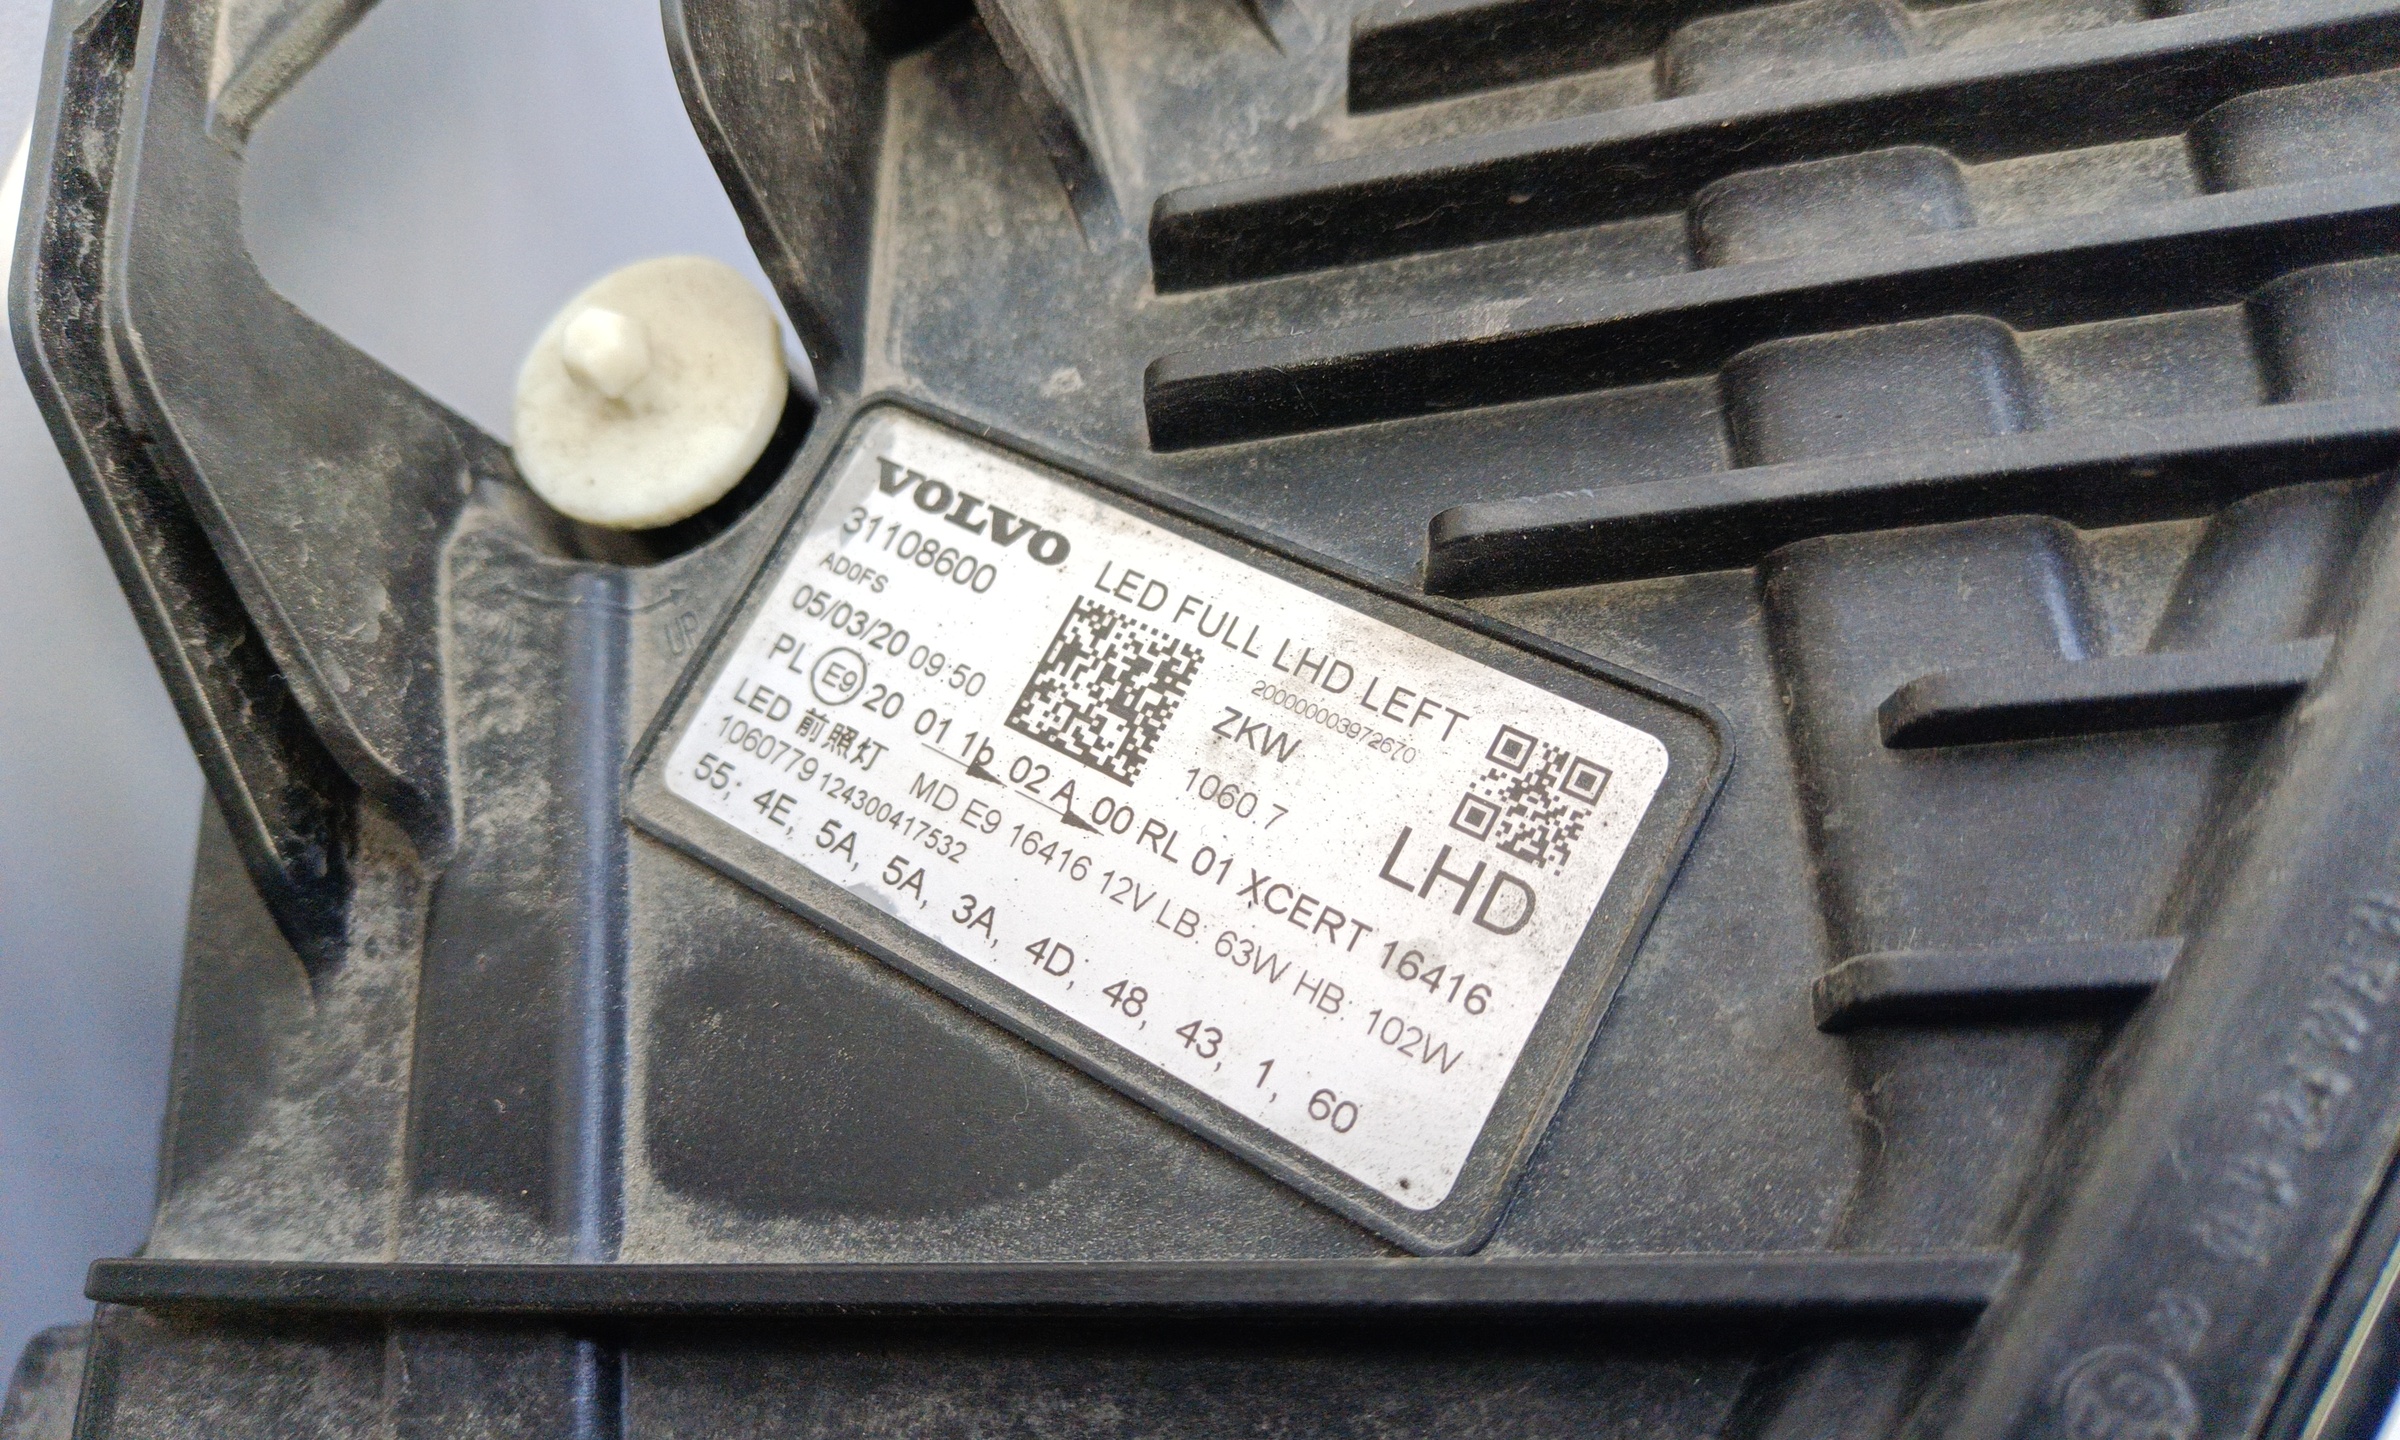 VOLVO LED FULL LHD LEFT
31108600
200000003972670
AD0FS
ZKW
05/03/20 09:50
1060 7
LHD
PL E9 20 01 1b 02 A 00 RL 01 XCERT 16416
LED 前照灯 MD E9 16416 12V LB: 63W HB: 102W
1060779 124300417532
55; 4E, 5A, 5A, 3A, 4D, 48, 43, 1, 60
UP